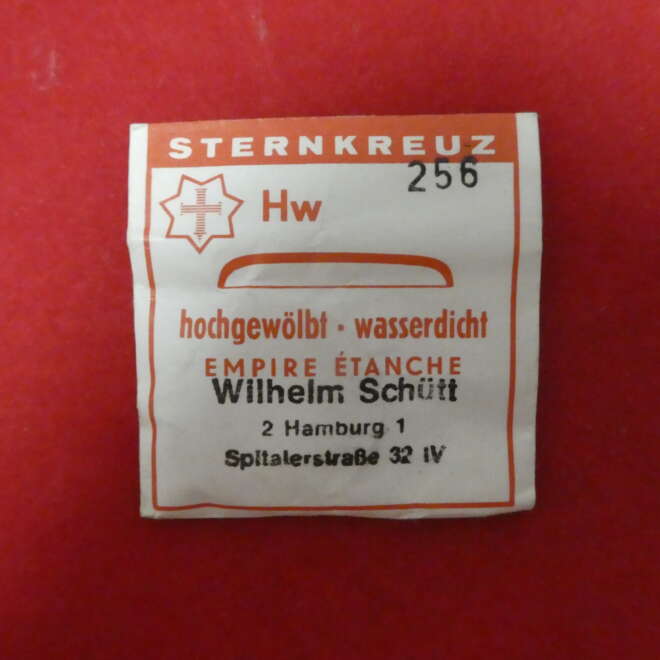 STERNKREUZ
256
Hw
hochgewölbt · wasserdicht
EMPIRE ÉTANCHE
Wilhelm Schütt
2 Hamburg 1
Spitalerstraße 32 IV